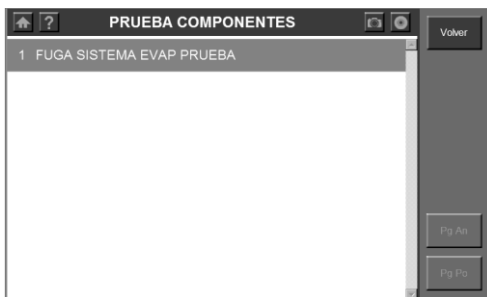 ?
PRUEBA COMPONENTES
Volver
1 FUGA SISTEMA EVAP PRUEBA
Pg An
Pg Po